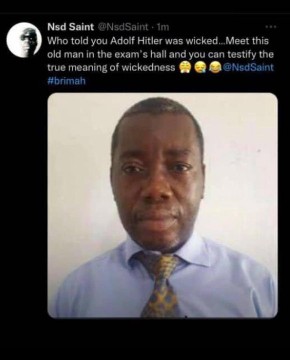 Nsd Saint @NsdSaint · 1m
Who told you Adolf Hitler was wicked...Meet this
old man in the exam's hall and you can testify the
true meaning of wickedness 😤😪😂@NsdSaint
#brimah